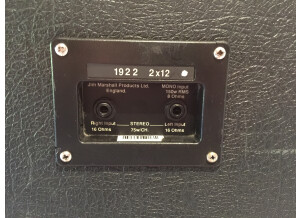 1922 2x12
Jim Marshall Products Ltd.
England.
MONO Input
150w RMS
8 Ohms
Right Input STEREO Left Input
16 Ohms 75w/CH. 16 Ohms